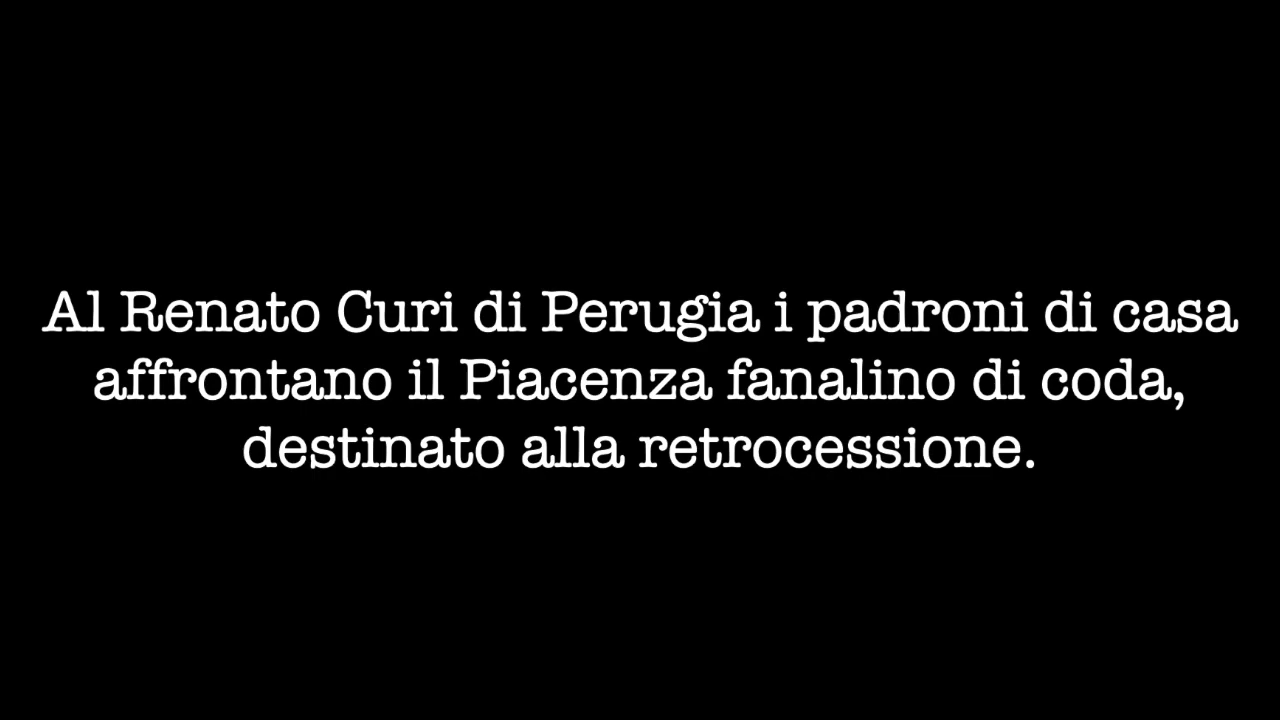 Al Renato Curi di Perugia i padroni di casa
affrontano il Piacenza fanalino di coda,
destinato alla retrocessione.